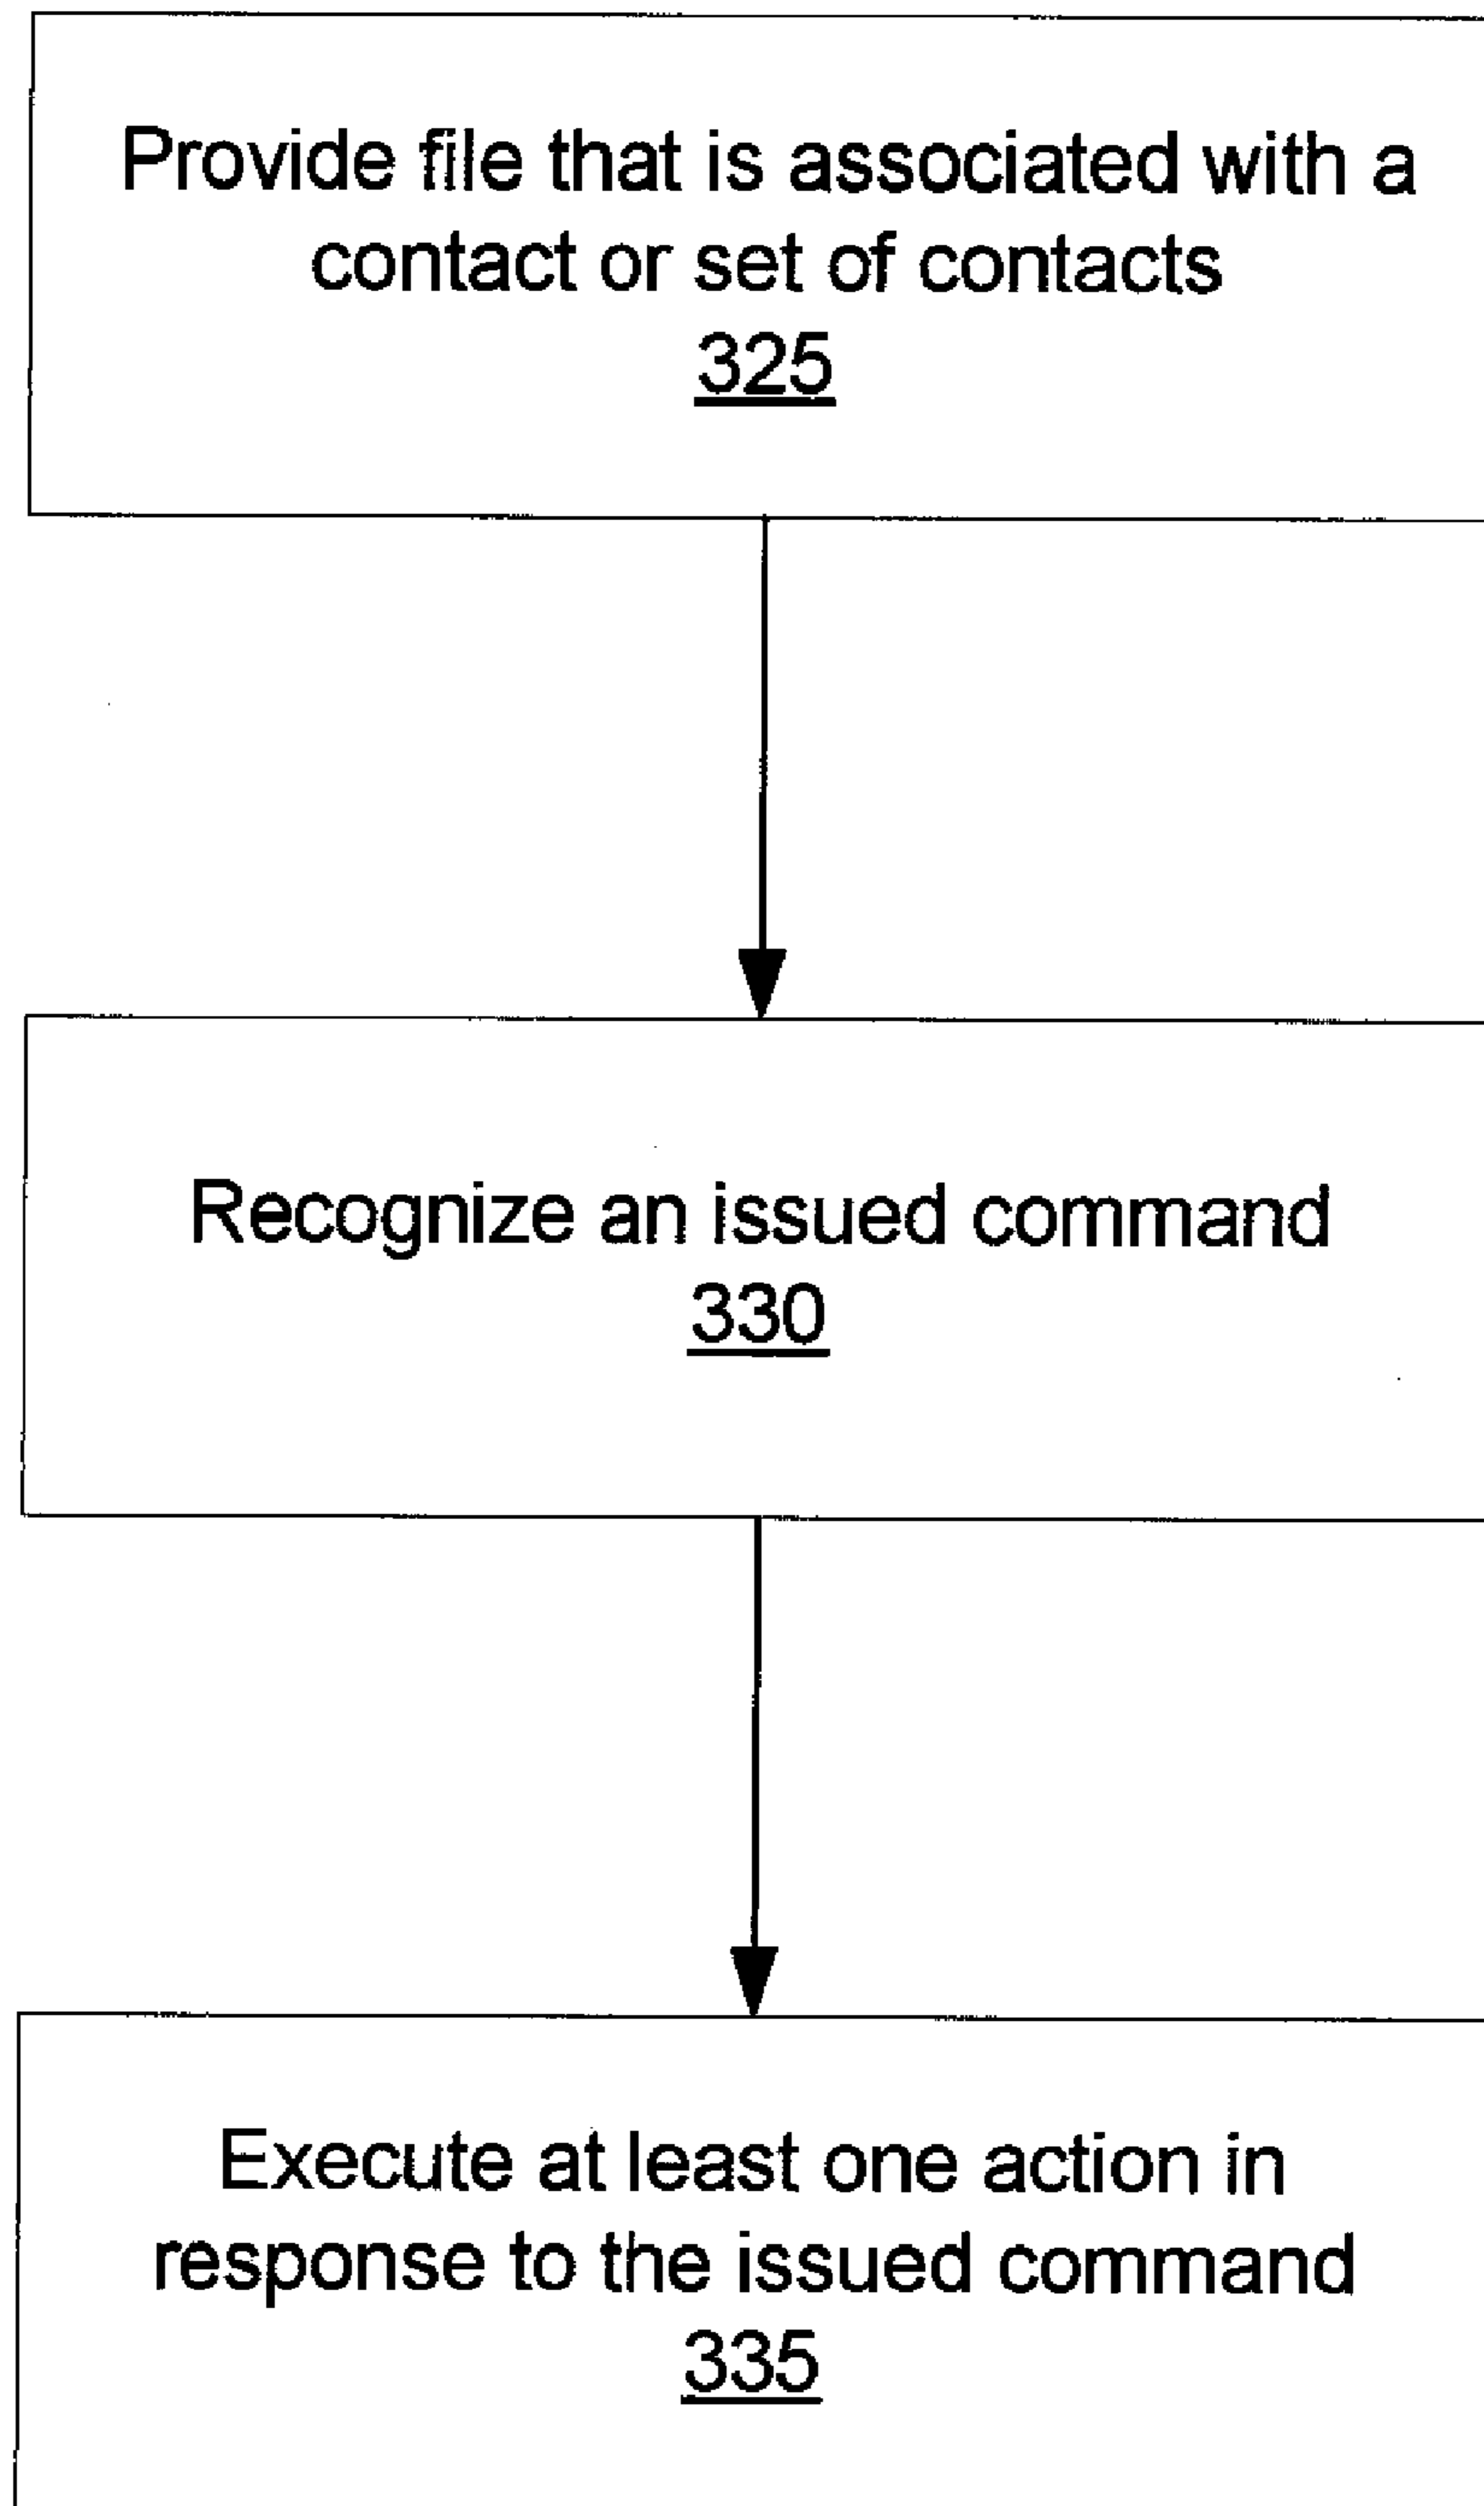 Provide file that is associated with a
contact or set of contacts
325
Recognize an issued command
330
Execute at least one action in
response to the issued command
335